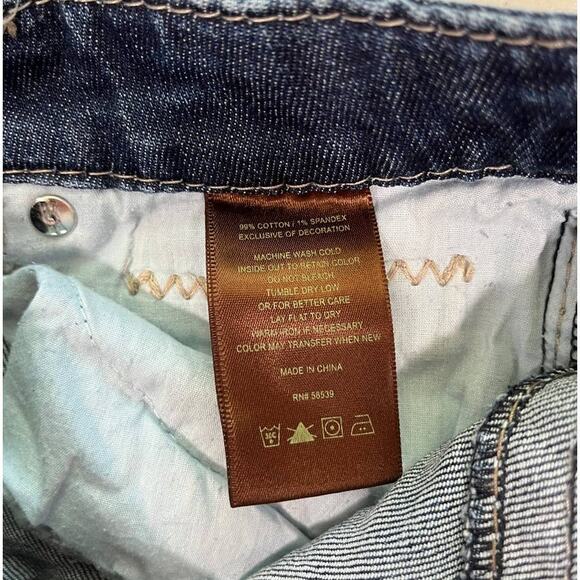 99% COTTON / 1% SPANDEX
EXCLUSIVE OF DECORATION
MACHINE WASH COLD
INSIDE OUT TO RETAIN COLOR
DO NOT BLEACH
TUMBLE DRY LOW
OR FOR BETTER CARE
LAY FLAT TO DRY
WARM IRON IF NECESSARY
COLOR MAY TRANSFER WHEN NEW
MADE IN CHINA
RN# 58539